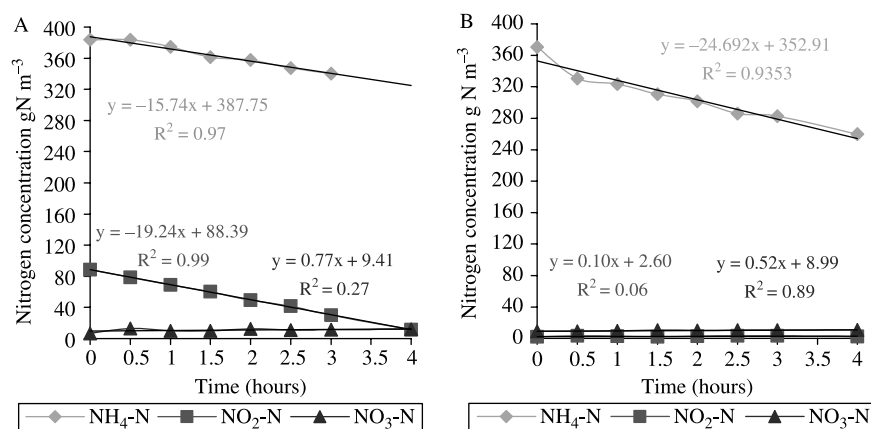 A
Nitrogen concentration gN m⁻³
400
360
320
280
240
200
360
320
80
40
0
y = –15.74x + 387.75
R² = 0.97
y = –19.24x + 88.39
R² = 0.99
y = 0.77x + 9.41
R² = 0.27
0 0.5 1 1.5 2 2.5 3 3.5 4
Time (hours)
NH₄-N NO₂-N NO₃-N
B
Nitrogen concentration g N m⁻³
400
360
320
280
240
200
360
320
80
40
0
y = –24.692x + 352.91
R² = 0.9353
y = 0.10x + 2.60
R² = 0.06
y = 0.52x + 8.99
R² = 0.89
0 0.5 1 1.5 2 2.5 3 3.5 4
Time (hours)
NH₄-N NO₂-N NO₃-N